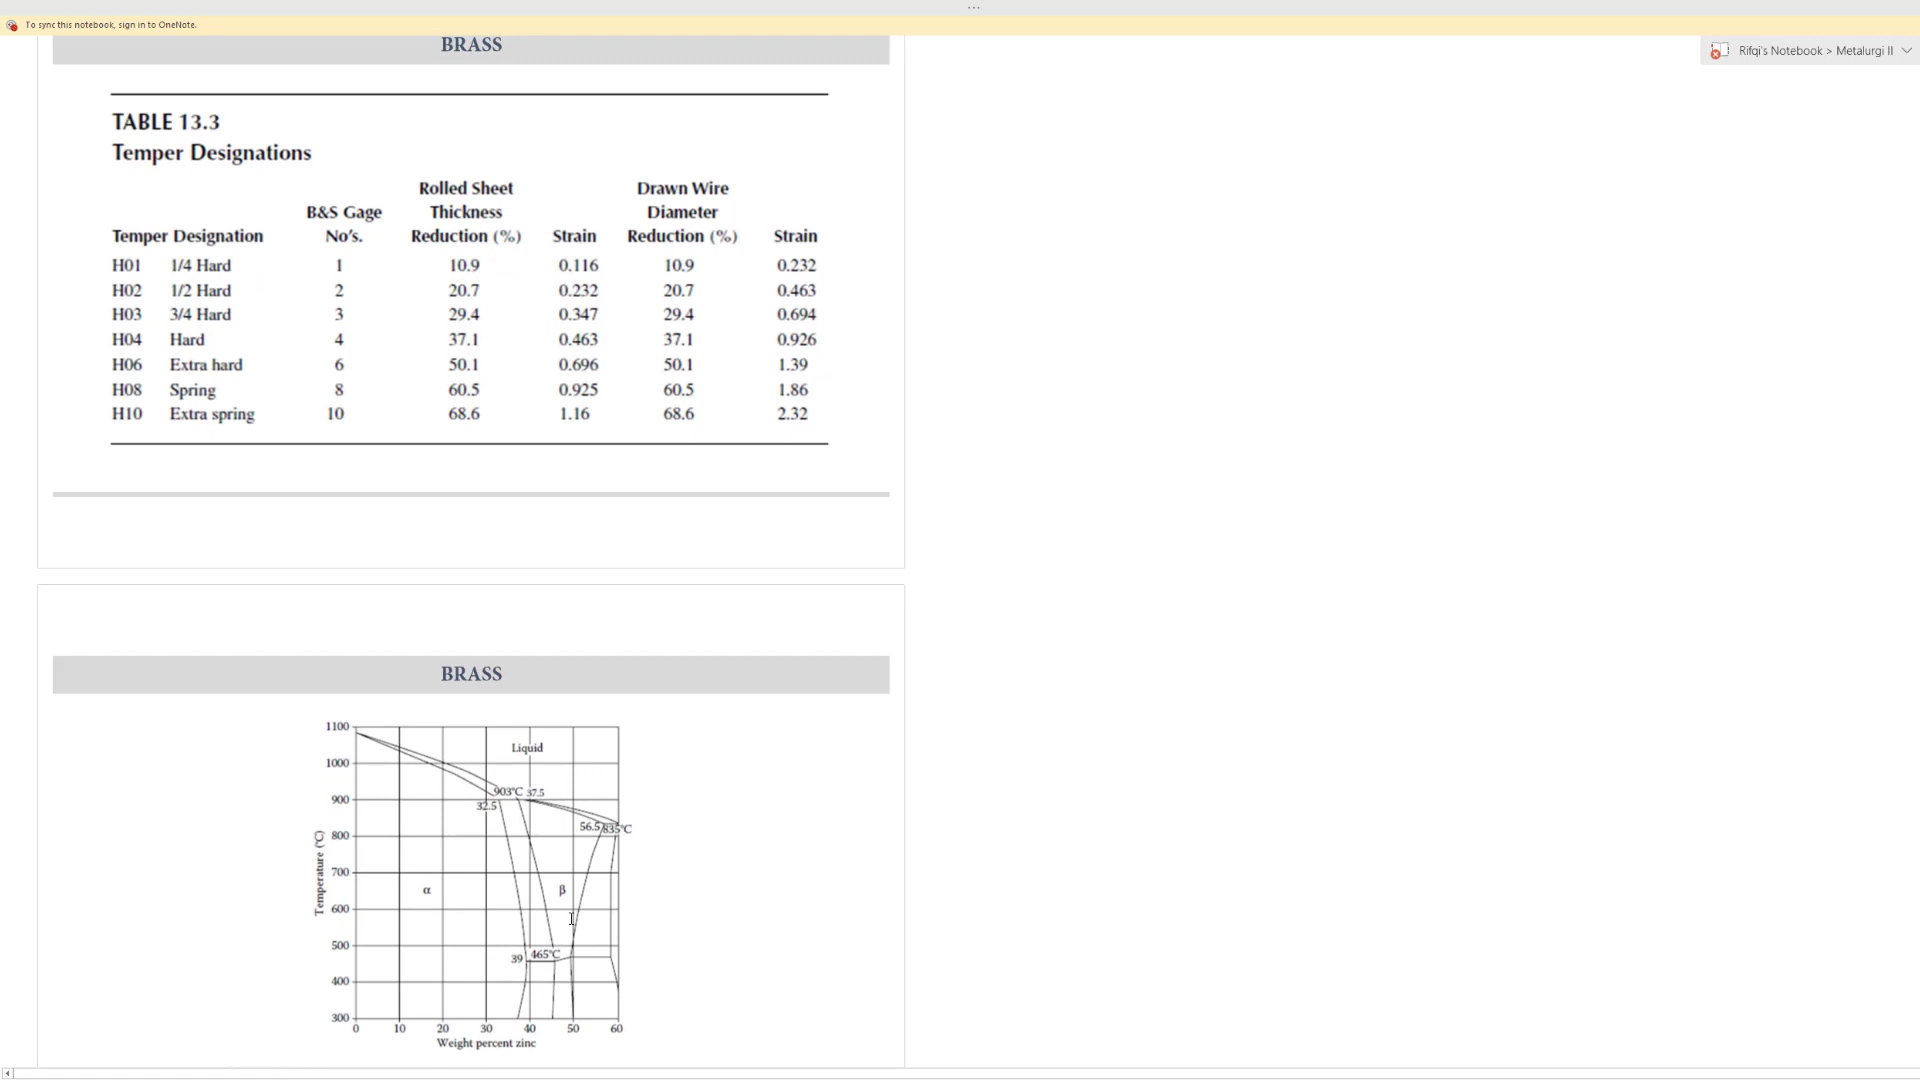 ...
To sync this notebook, sign in to OneNote.
Rifqi's Notebook > Metalurgi II
BRASS
TABLE 13.3
Temper Designations
Rolled Sheet Drawn Wire
B&S Gage Thickness Diameter
Temper Designation No's. Reduction (%) Strain Reduction (%) Strain
H01 1/4 Hard 1 10.9 0.116 10.9 0.232
H02 1/2 Hard 2 20.7 0.232 20.7 0.463
H03 3/4 Hard 3 29.4 0.347 29.4 0.694
H04 Hard 4 37.1 0.463 37.1 0.926
H06 Extra hard 6 50.1 0.696 50.1 1.39
H08 Spring 8 60.5 0.925 60.5 1.86
H10 Extra spring 10 68.6 1.16 68.6 2.32
BRASS
1100
Liquid
1000
903°C 37.5
900
32.5
56.5 835°C
800
700
α β
600
Temperature (°C)
500
39 465°C
400
300
0 10 20 30 40 50 60
Weight percent zinc